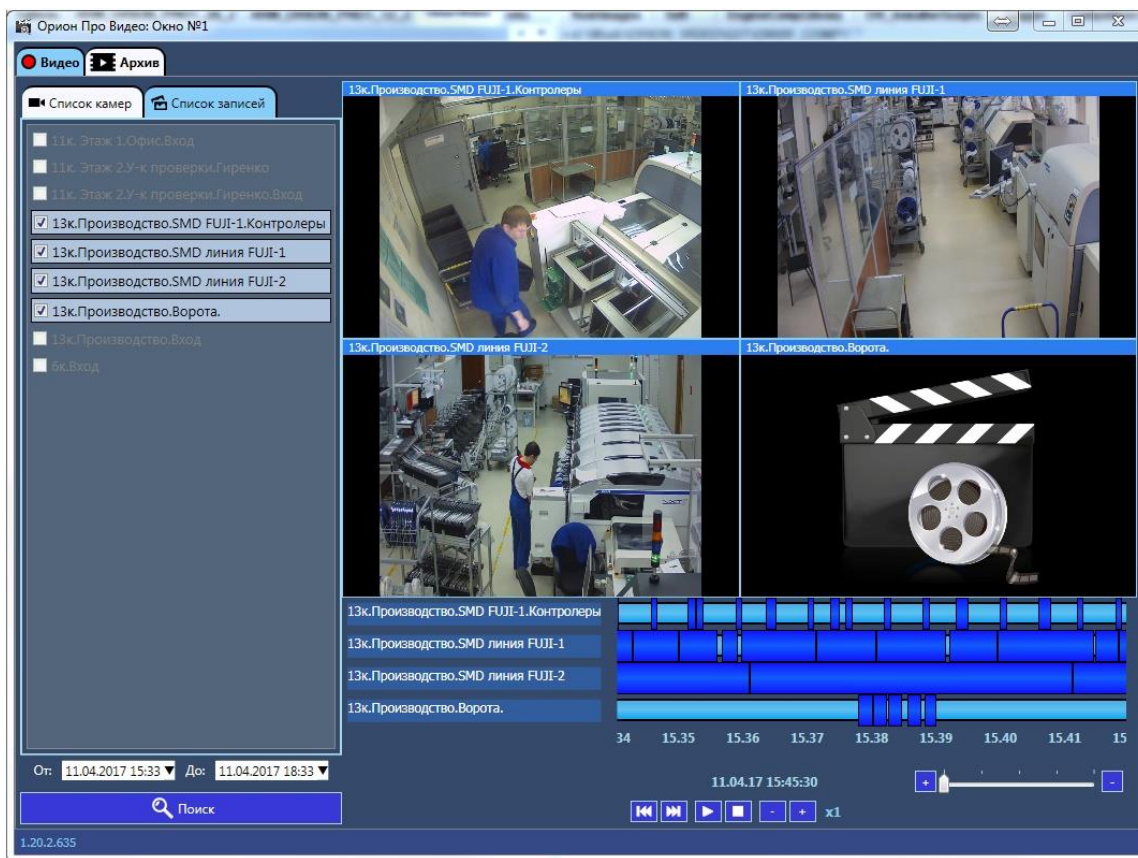 Орион Про Видео: Окно №1
Видео
Архив
Список камер
Список записей
11к. Этаж 1.Офис.Вход
11к. Этаж 2.У-к проверки.Гиренко
11к. Этаж 2.У-к проверки.Гиренко.Вход
13к.Производство.SMD FUJI-1.Контролеры
13к.Производство.SMD линия FUJI-1
13к.Производство.SMD линия FUJI-2
13к.Производство.Ворота.
13к.Производство.Вход
6к.Вход
От: 11.04.2017 15:33 До: 11.04.2017 18:33
Поиск
1.20.2.635
13к.Производство.SMD FUJI-1.Контролеры
13к.Производство.SMD линия FUJI-1
13к.Производство.SMD линия FUJI-2
13к.Производство.Ворота.
13к.Производство.SMD FUJI-1.Контролеры
13к.Производство.SMD линия FUJI-1
13к.Производство.SMD линия FUJI-2
13к.Производство.Ворота.
34 15.35 15.36 15.37 15.38 15.39 15.40 15.41 15
11.04.17 15:45:30
+ -
- + x1